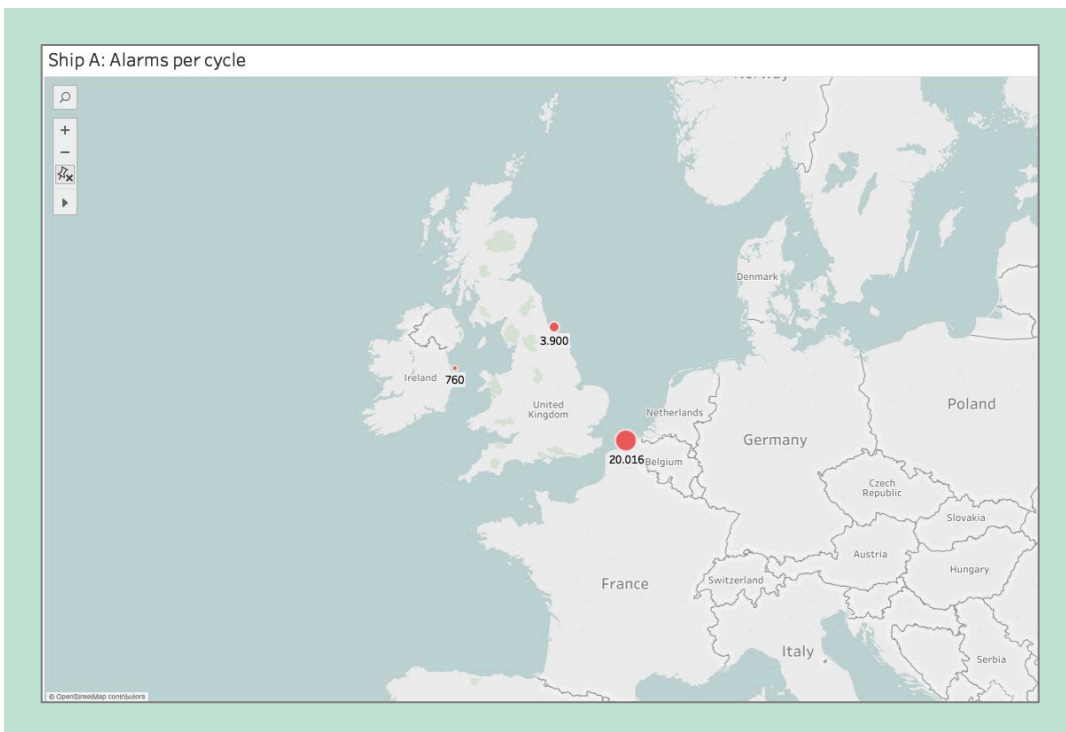 Ship A: Alarms per cycle
Norway
Denmark
3.900
Ireland
760
United
Kingdom
Netherlands
Poland
Germany
20.016
Belgium
Czech
Republic
Slovakia
Austria
Hungary
France
Switzerland
Italy
Serbia
© OpenStreetMap contributors